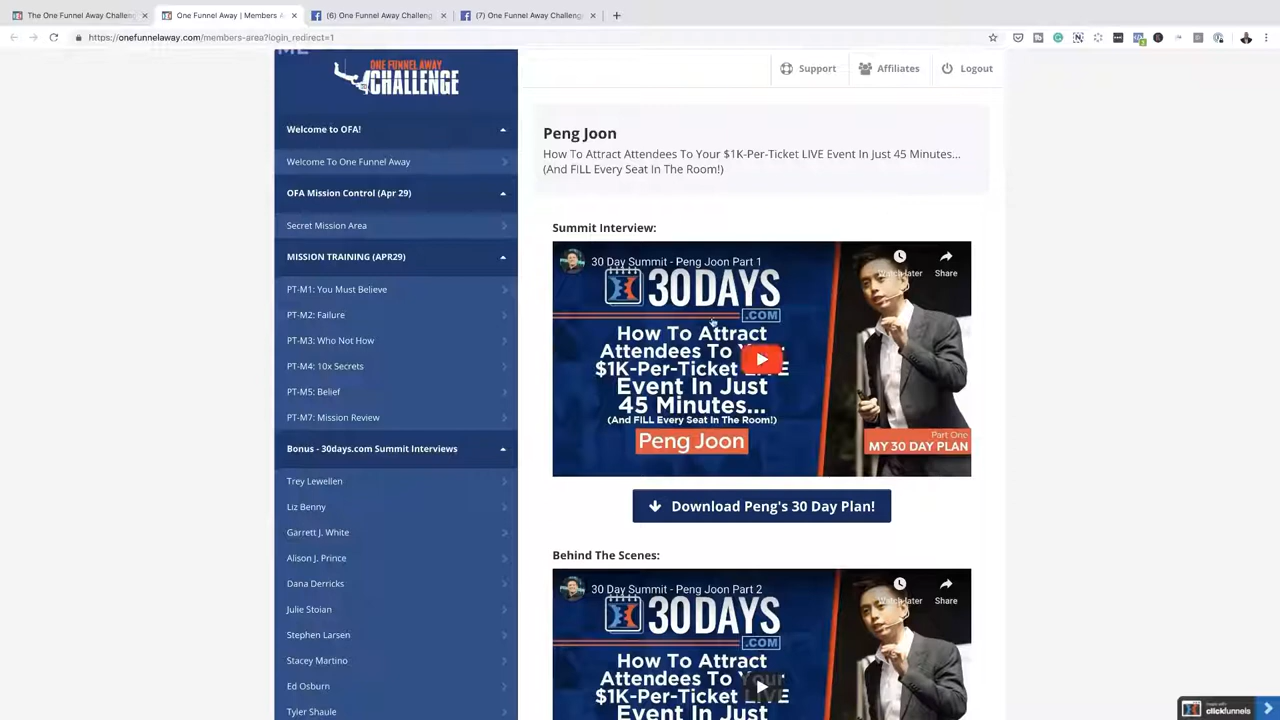 The One Funnel Away Challeng
One Funnel Away | Members A
(6) One Funnel Away Challeng
(7) One Funnel Away Challenge
https://onefunnelaway.com/members-area?login_redirect=1
ONE FUNNEL AWAY
CHALLENGE
Support
Affiliates
Logout
Welcome to OFA!
Welcome To One Funnel Away
OFA Mission Control (Apr 29)
Secret Mission Area
MISSION TRAINING (APR29)
PT-M1: You Must Believe
PT-M2: Failure
PT-M3: Who Not How
PT-M4: 10x Secrets
PT-M5: Belief
PT-M7: Mission Review
Bonus - 30days.com Summit Interviews
Trey Lewellen
Liz Benny
Garrett J. White
Alison J. Prince
Dana Derricks
Julie Stoian
Stephen Larsen
Stacey Martino
Ed Osburn
Tyler Shaule
Peng Joon
How To Attract Attendees To Your $1K-Per-Ticket LIVE Event In Just 45 Minutes...
(And FiLL Every Seat In The Room!)
Summit Interview:
30 Day Summit - Peng Joon Part 1
Watch later
Share
30DAYS
.COM
How To Attract
Attendees To Your
$1K-Per-Ticket LIVE
Event In Just
45 Minutes...
(And FILL Every Seat In The Room!)
Peng Joon
Part One
MY 30 DAY PLAN
Download Peng's 30 Day Plan!
Behind The Scenes:
30 Day Summit - Peng Joon Part 2
Watch later
Share
30DAYS
.COM
How To Attract
Attendees To Your
$1K-Per-Ticket LIVE
Event In Just
clickfunnels